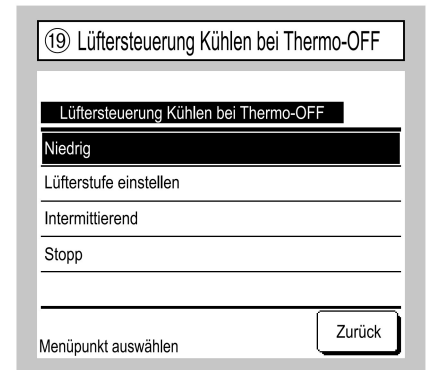 ⑲ Lüftersteuerung Kühlen bei Thermo-OFF
Lüftersteuerung Kühlen bei Thermo-OFF
Niedrig
Lüfterstufe einstellen
Intermittierend
Stopp
Zurück
Menüpunkt auswählen